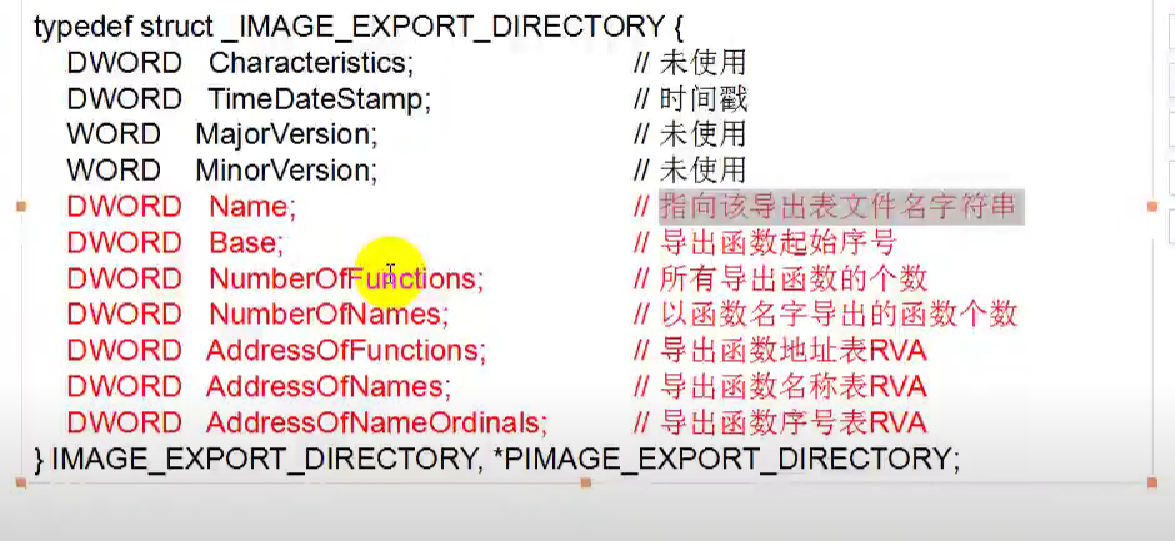 typedef struct _IMAGE_EXPORT_DIRECTORY {
DWORD Characteristics; // 未使用
DWORD TimeDateStamp; // 时间戳
WORD MajorVersion; // 未使用
WORD MinorVersion; // 未使用
DWORD Name; // 指向该导出表文件名字符串
DWORD Base; // 导出函数起始序号
DWORD NumberOfFunctions; // 所有导出函数的个数
DWORD NumberOfNames; // 以函数名字导出的函数个数
DWORD AddressOfFunctions; // 导出函数地址表RVA
DWORD AddressOfNames; // 导出函数名称表RVA
DWORD AddressOfNameOrdinals; // 导出函数序号表RVA
} IMAGE_EXPORT_DIRECTORY, *PIMAGE_EXPORT_DIRECTORY;